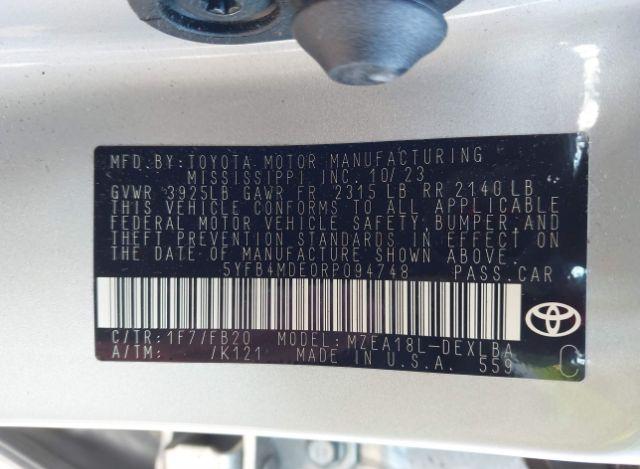 MFD. BY: TOYOTA MOTOR MANUFACTURING
MISSISSIPPI INC. 10/23
GVWR 3925LB GAWR FR 2315 LB RR 2140 LB
THIS VEHICLE CONFORMS TO ALL APPLICABLE
FEDERAL MOTOR VEHICLE SAFETY, BUMPER, AND
THEFT PREVENTION STANDARDS IN EFFECT ON
THE DATE OF MANUFACTURE SHOWN ABOVE.
5YFB4MDE0RP094748 PASS. CAR
C/TR: 1F7/FB20 MODEL: MZEA18L-DEXLBA
A/TM: /K121 MADE IN U.S.A. 559 C